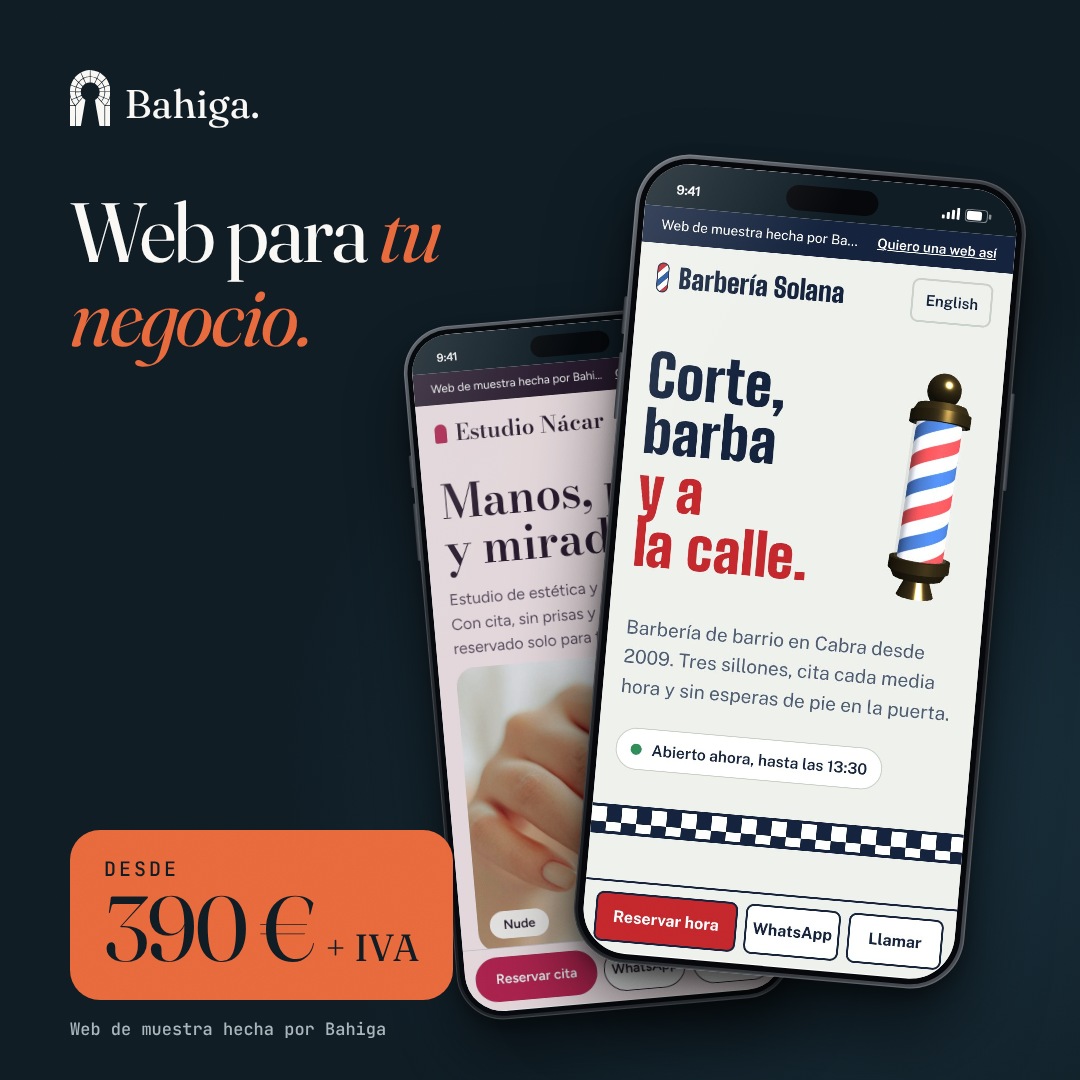 Bahiga.
Web para tu
negocio.
9:41
Web de muestra hecha por Ba...
Quiero una web así
Barbería Solana
English
Corte,
barba
y a
la calle.
Barbería de barrio en Cabra desde
2009. Tres sillones, cita cada media
hora y sin esperas de pie en la puerta.
Abierto ahora, hasta las 13:30
Reservar hora
WhatsApp
Llamar
9:41
Web de muestra hecha por Bahi...
Estudio Nácar
Manos,
y mirad
Estudio de estética y
Con cita, sin prisas y
reservado solo para
Nude
Reservar cita
WhatsApp
DESDE
390 € + IVA
Web de muestra hecha por Bahiga